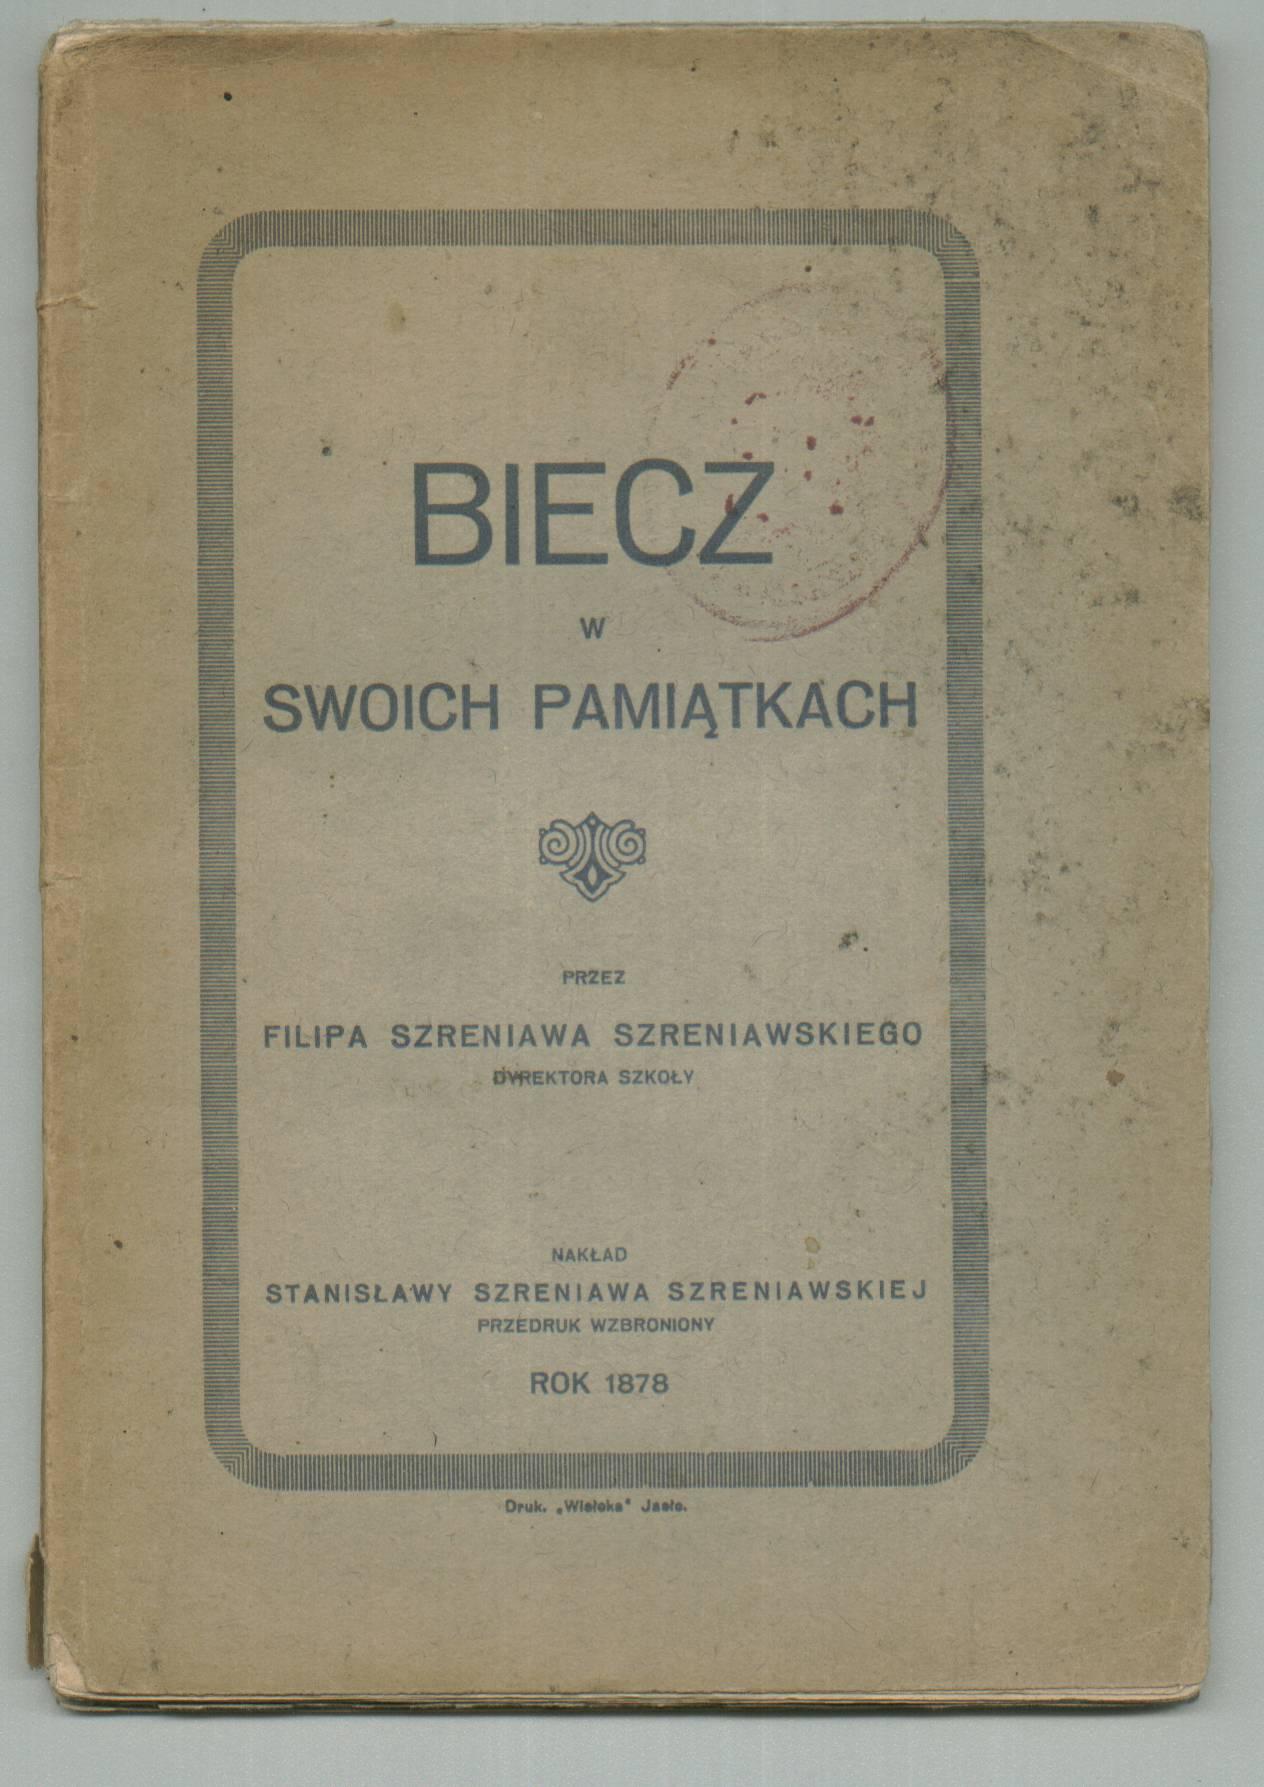 BIECZ
W
SWOICH PAMIĄTKACH
PRZEZ
FILIPA SZRENIAWA SZRENIAWSKIEGO
DYREKTORA SZKOŁY
NAKŁAD
STANISŁAWY SZRENIAWA SZRENIAWSKIEJ
PRZEDRUK WZBRONIONY
ROK 1878
Druk. „Wisłoka" Jasło.